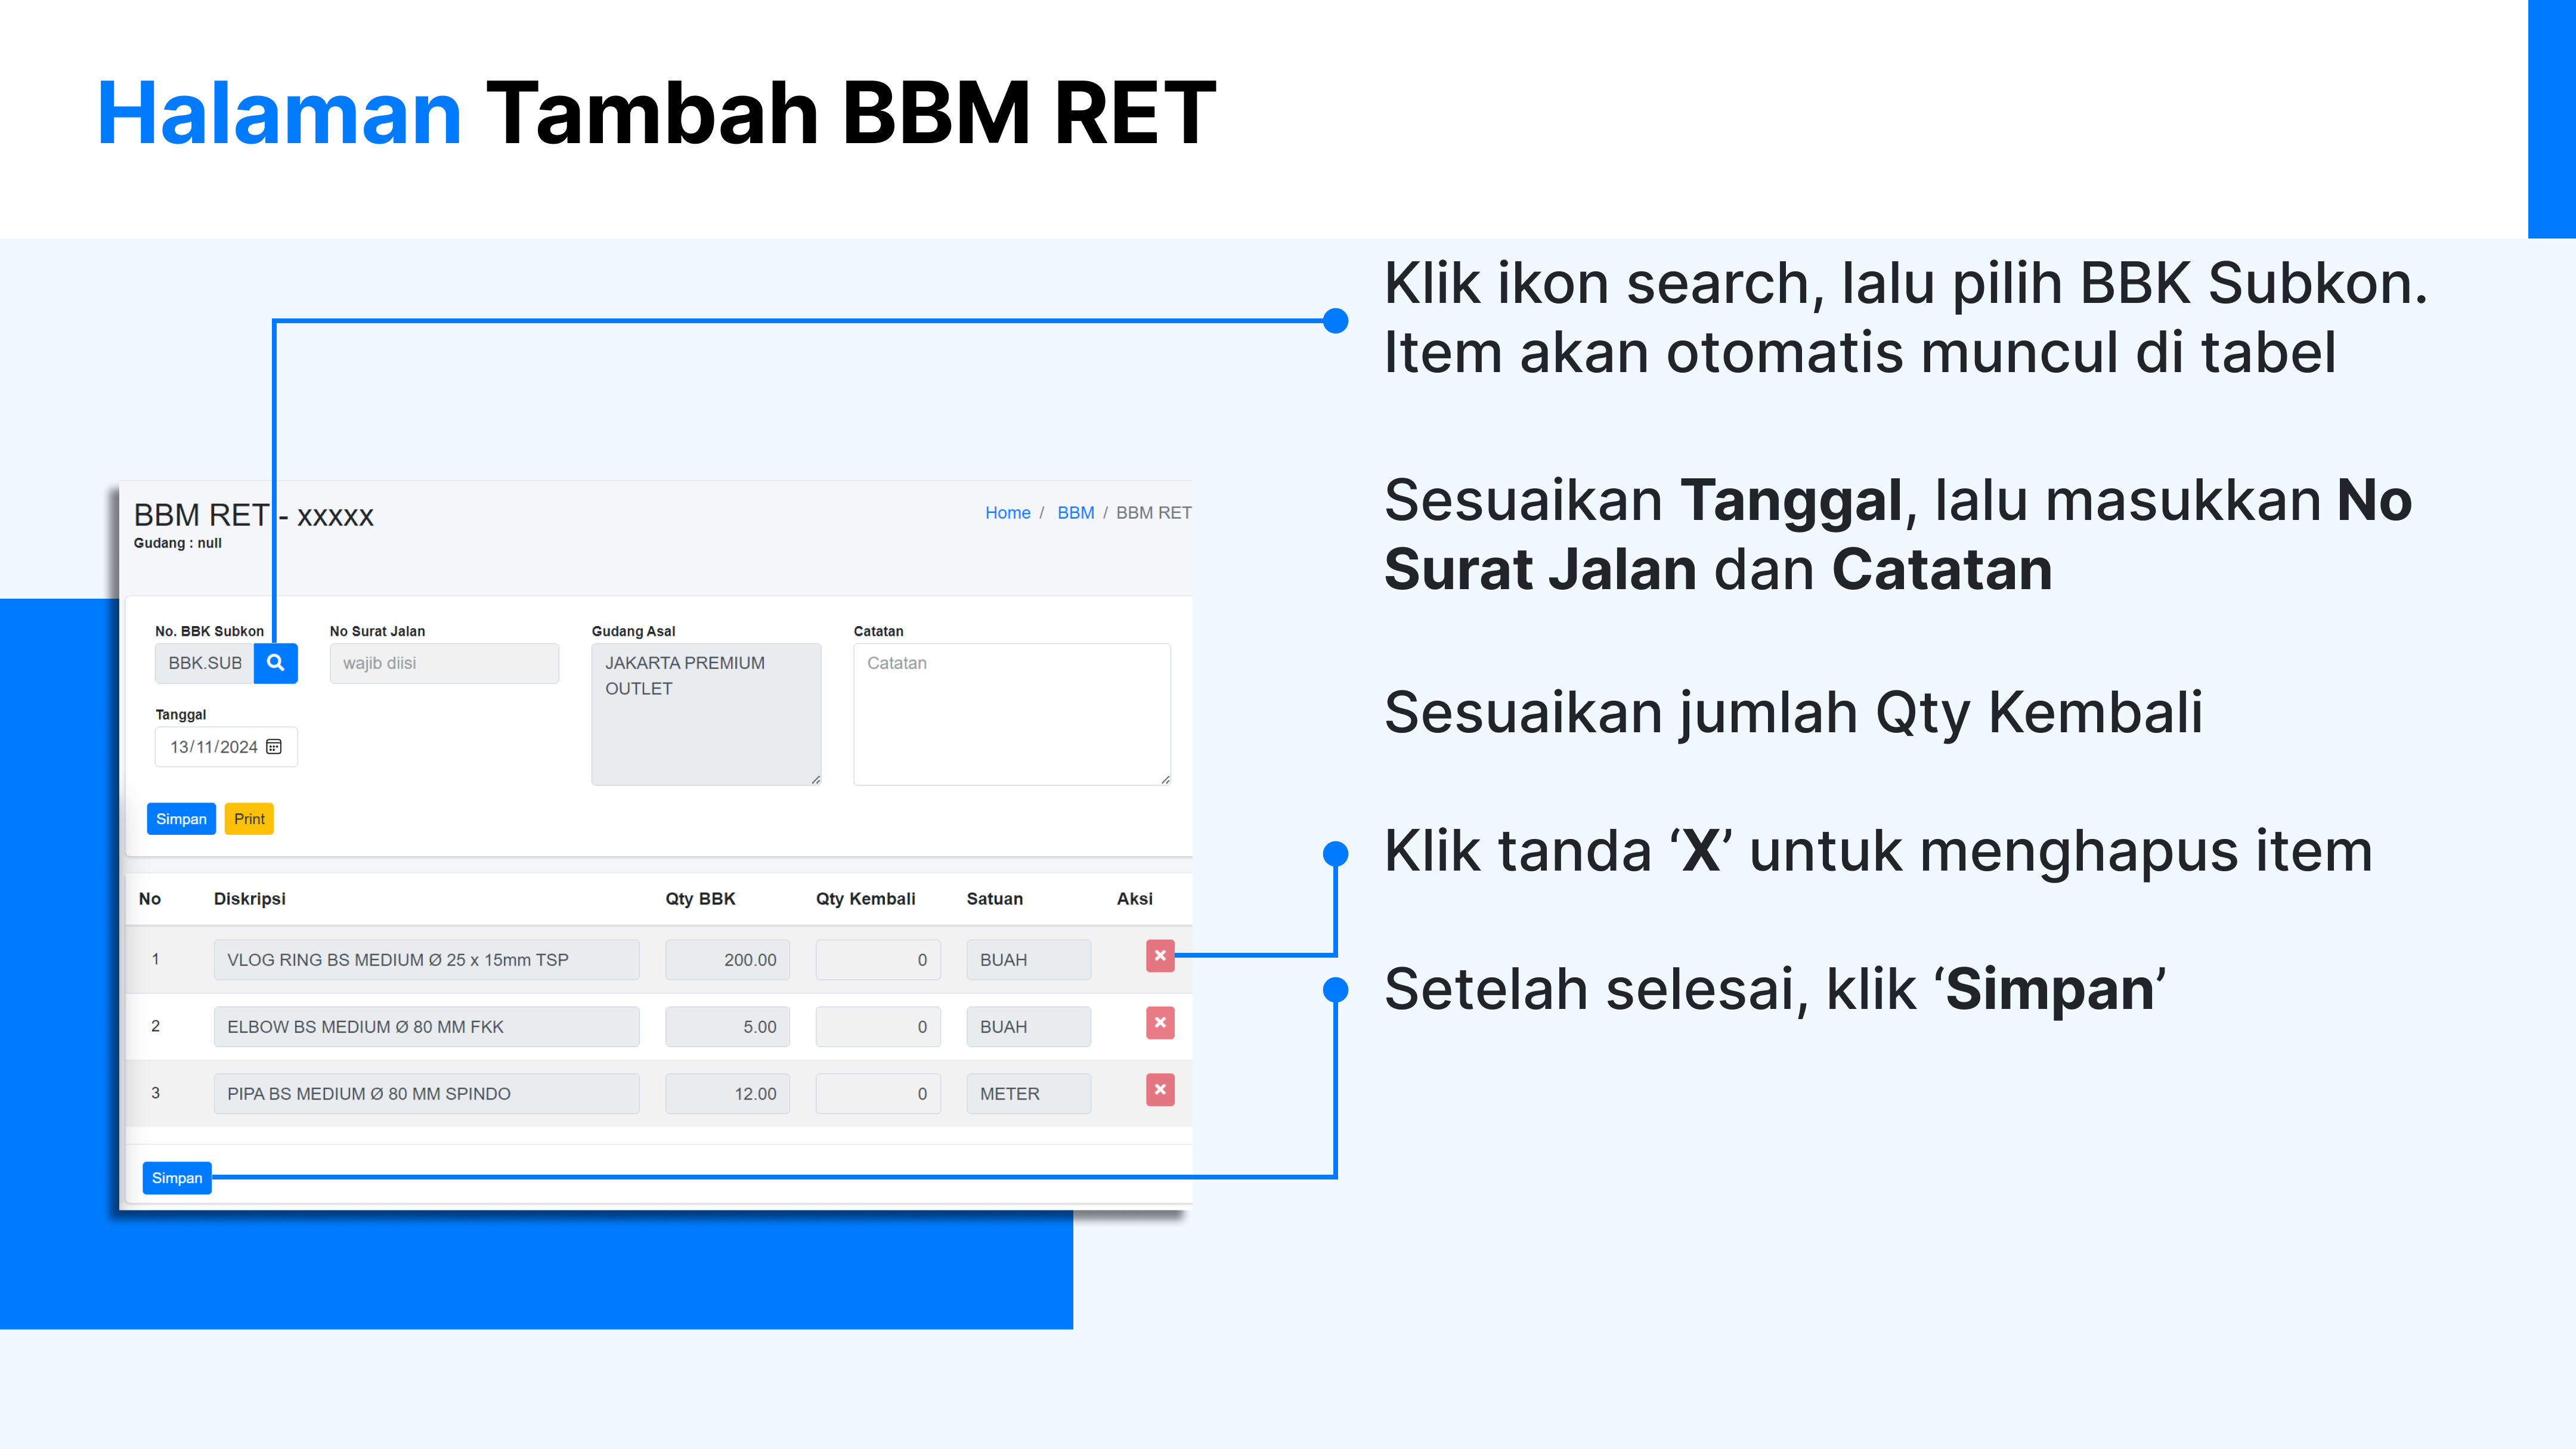 Halaman Tambah BBM RET
Klik ikon search, lalu pilih BBK Subkon.
Item akan otomatis muncul di tabel
Sesuaikan Tanggal, lalu masukkan No
Surat Jalan dan Catatan
Sesuaikan jumlah Qty Kembali
Klik tanda ‘X’ untuk menghapus item
Setelah selesai, klik ‘Simpan’
BBM RET - xxxxx
Home / BBM / BBM RET
Gudang : null
No. BBK Subkon No Surat Jalan Gudang Asal Catatan
BBK.SUB wajib diisi JAKARTA PREMIUM Catatan
OUTLET
Tanggal
13/11/2024
Simpan Print
No Diskripsi Qty BBK Qty Kembali Satuan Aksi
1 VLOG RING BS MEDIUM Ø 25 x 15mm TSP 200.00 0 BUAH
2 ELBOW BS MEDIUM Ø 80 MM FKK 5.00 0 BUAH
3 PIPA BS MEDIUM Ø 80 MM SPINDO 12.00 0 METER
Simpan